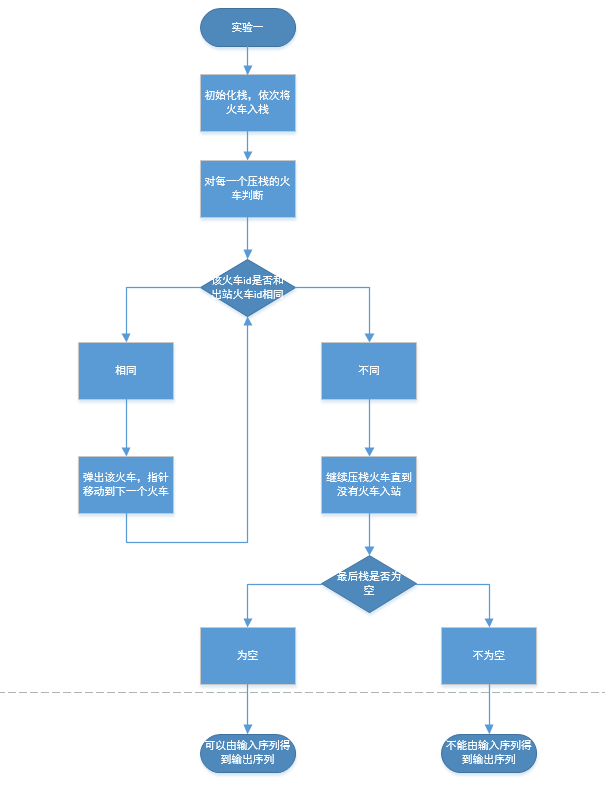 实验一
初始化栈，依次将
火车入栈
对每一个压栈的火
车判断
该火车id是否和
出站火车id相同
相同
不同
弹出该火车，指针
移动到下一个火车
继续压栈火车直到
没有火车入站
最后栈是否为
空
为空
不为空
可以由输入序列得
到输出序列
不能由输入序列得
到输出序列